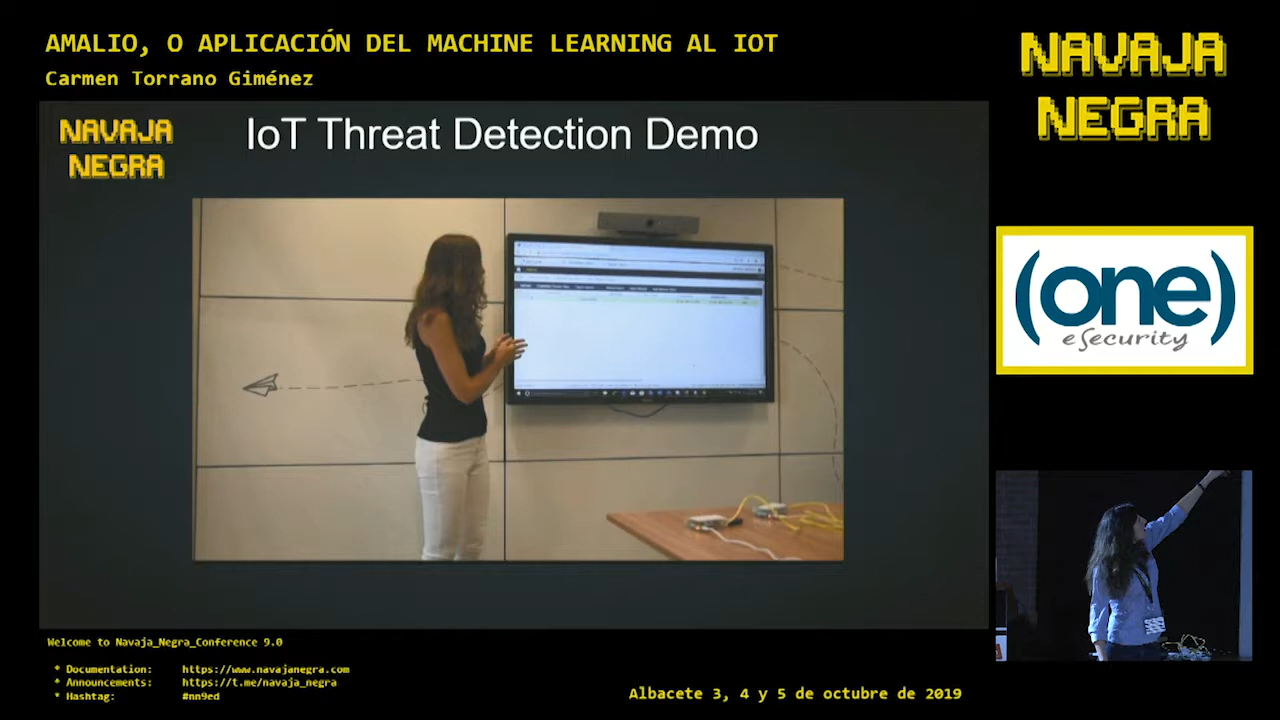 AMALIO, O APLICACIÓN DEL MACHINE LEARNING AL IOT
Carmen Torrano Giménez
NAVAJA
NEGRA
NAVAJA
NEGRA
IoT Threat Detection Demo
(one)
eSecurity
Welcome to Navaja_Negra_Conference 9.0
* Documentation: https://www.navajanegra.com
* Announcements: https://t.me/navaja_negra
* Hashtag: #nn9ed
Albacete 3, 4 y 5 de octubre de 2019